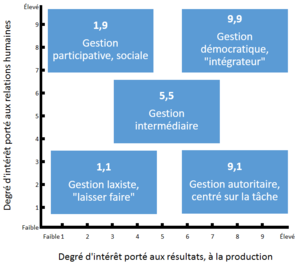 Élevé
9
8
7
6
5
4
3
2
1
Faible
Degré d'intérêt porté aux relations humaines
1,9
Gestion
participative, sociale
9,9
Gestion
démocratique,
"intégrateur"
5,5
Gestion
intermédiaire
1,1
Gestion laxiste,
"laisser faire"
9,1
Gestion autoritaire,
centré sur la tâche
Faible 1 2 3 4 5 6 7 8 9 Élevé
Degré d'intérêt porté aux résultats, à la production